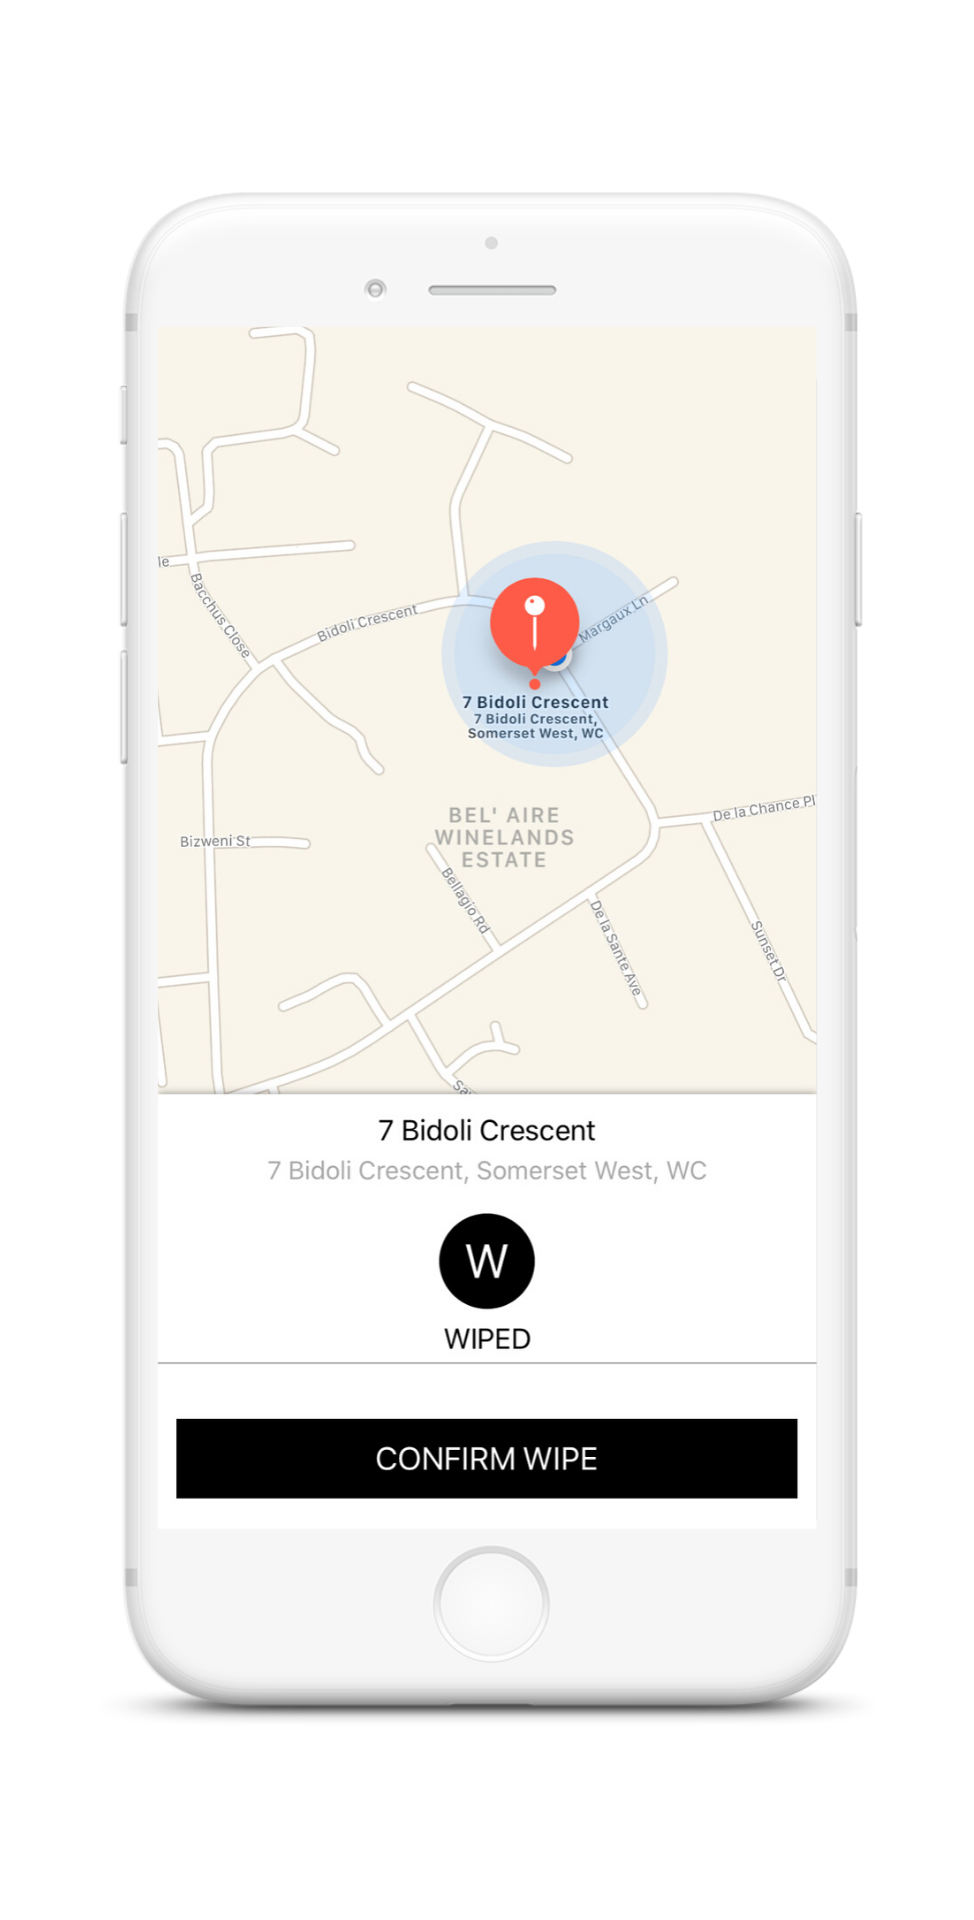 le
Bacchus Close
Bidoli Crescent
Margaux Ln
7 Bidoli Crescent
7 Bidoli Crescent,
Somerset West, WC
BEL' AIRE
WINELANDS
ESTATE
De la Chance Pl
Bizweni St
Bellagio Rd
De la Sante Ave
Sunset Dr
7 Bidoli Crescent
7 Bidoli Crescent, Somerset West, WC
W
WIPED
CONFIRM WIPE